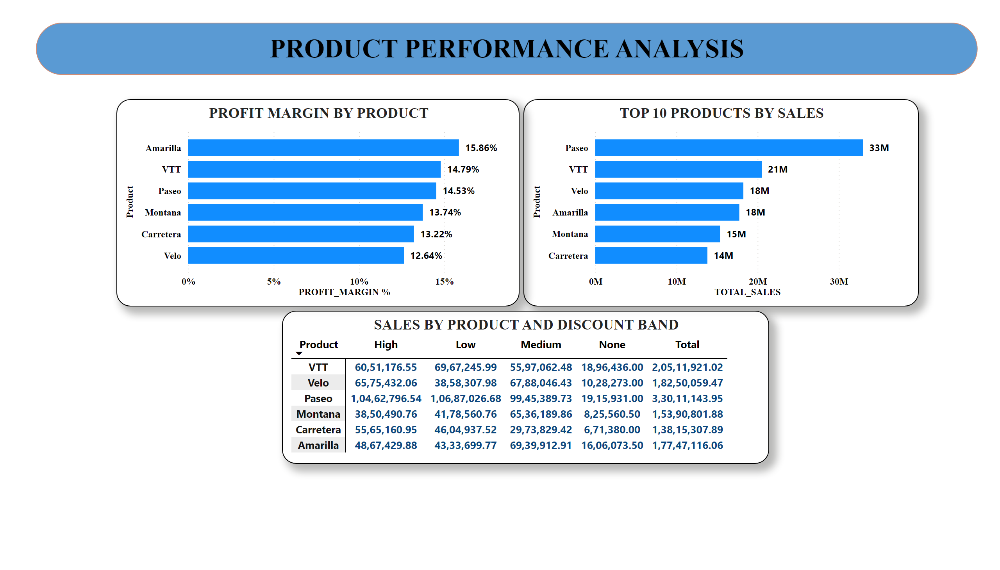 PRODUCT PERFORMANCE ANALYSIS
PROFIT MARGIN BY PRODUCT
Product
Amarilla 15.86%
VTT 14.79%
Paseo 14.53%
Montana 13.74%
Carretera 13.22%
Velo 12.64%
0% 5% 10% 15%
PROFIT_MARGIN %
TOP 10 PRODUCTS BY SALES
Product
Paseo 33M
VTT 21M
Velo 18M
Amarilla 18M
Montana 15M
Carretera 14M
0M 10M 20M 30M
TOTAL_SALES
SALES BY PRODUCT AND DISCOUNT BAND
Product High Low Medium None Total
VTT 60,51,176.55 69,67,245.99 55,97,062.48 18,96,436.00 2,05,11,921.02
Velo 65,75,432.06 38,58,307.98 67,88,046.43 10,28,273.00 1,82,50,059.47
Paseo 1,04,62,796.54 1,06,87,026.68 99,45,389.73 19,15,931.00 3,30,11,143.95
Montana 38,50,490.76 41,78,560.76 65,36,189.86 8,25,560.50 1,53,90,801.88
Carretera 55,65,160.95 46,04,937.52 29,73,829.42 6,71,380.00 1,38,15,307.89
Amarilla 48,67,429.88 43,33,699.77 69,39,912.91 16,06,073.50 1,77,47,116.06